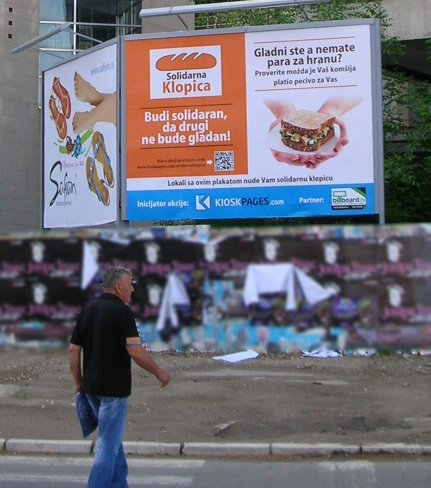 www.safran.rs
Safran
Solidarna
Klopica
Budi solidaran,
da drugi
ne bude gladan!
Gladni ste a nemate
para za hranu?
Proverite možda je Vaš komšija
platio pecivo za Vas
Lokali sa ovim plakatom nude Vam solidarnu klopicu
Inicijator akcije:
K
KIOSKPAGES.com
Partner:
billboard